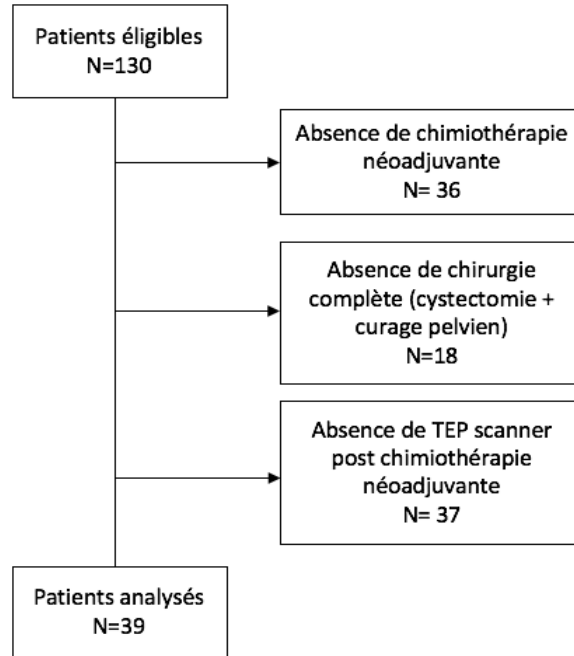 Patients éligibles
N=130
Absence de chimiothérapie
néoadjuvante
N= 36
Absence de chirurgie
complète (cystectomie +
curage pelvien)
N=18
Absence de TEP scanner
post chimiothérapie
néoadjuvante
N= 37
Patients analysés
N=39